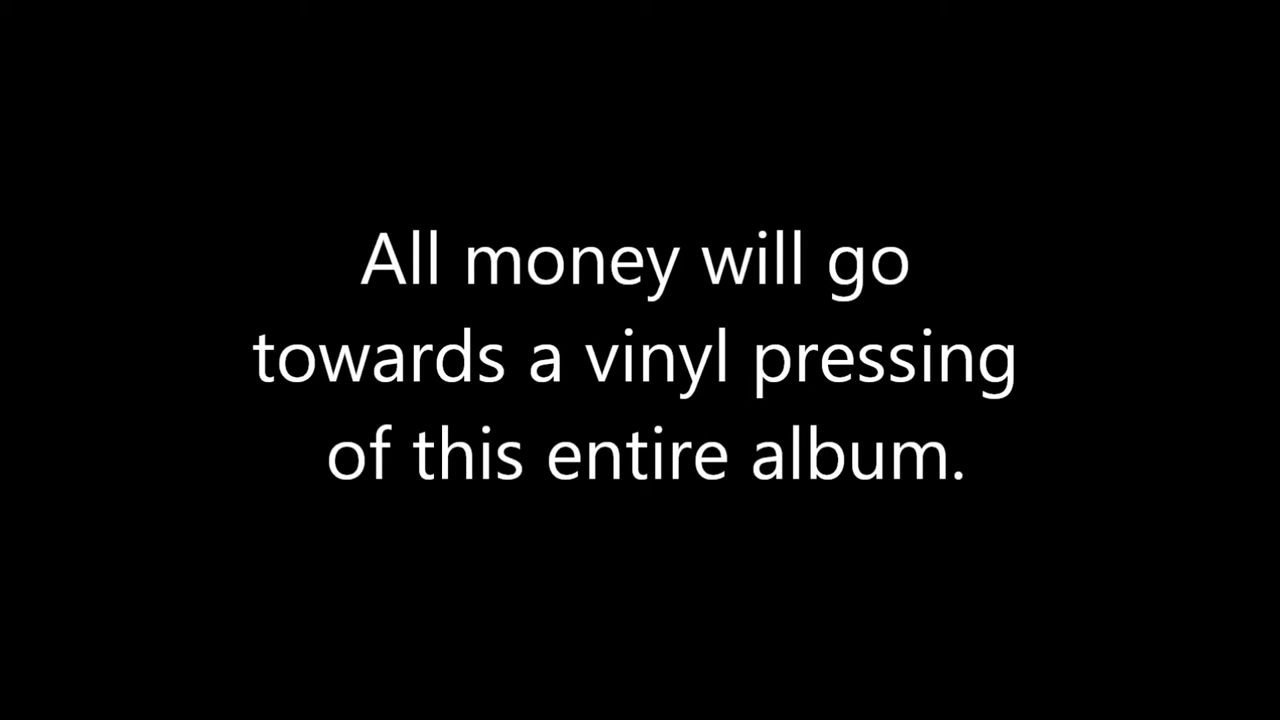 All money will go
towards a vinyl pressing
of this entire album.